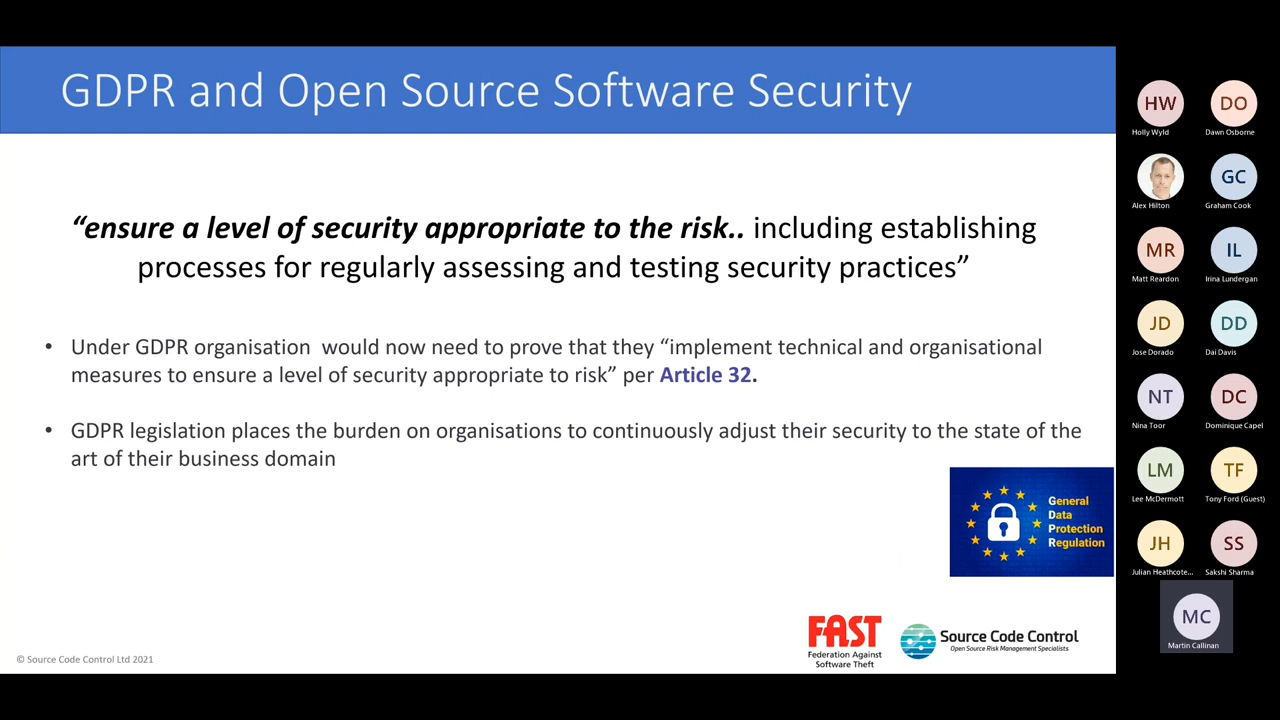 GDPR and Open Source Software Security
“ensure a level of security appropriate to the risk.. including establishing
processes for regularly assessing and testing security practices”
• Under GDPR organisation  would now need to prove that they “implement technical and organisational
measures to ensure a level of security appropriate to risk” per Article 32.
• GDPR legislation places the burden on organisations to continuously adjust their security to the state of the
art of their business domain
General
Data
Protection
Regulation
FAST
Federation Against
Software Theft
Source Code Control
Open Source Risk Management Specialists
© Source Code Control Ltd 2021
HW
Holly Wyld
DO
Dawn Osborne
Alex Hilton
GC
Graham Cook
MR
Matt Reardon
IL
Irina Lundergan
JD
Jose Dorado
DD
Dai Davis
NT
Nina Toor
DC
Dominique Capel
LM
Lee McDermott
TF
Tony Ford (Guest)
JH
Julian Heathcote...
SS
Sakshi Sharma
MC
Martin Callinan